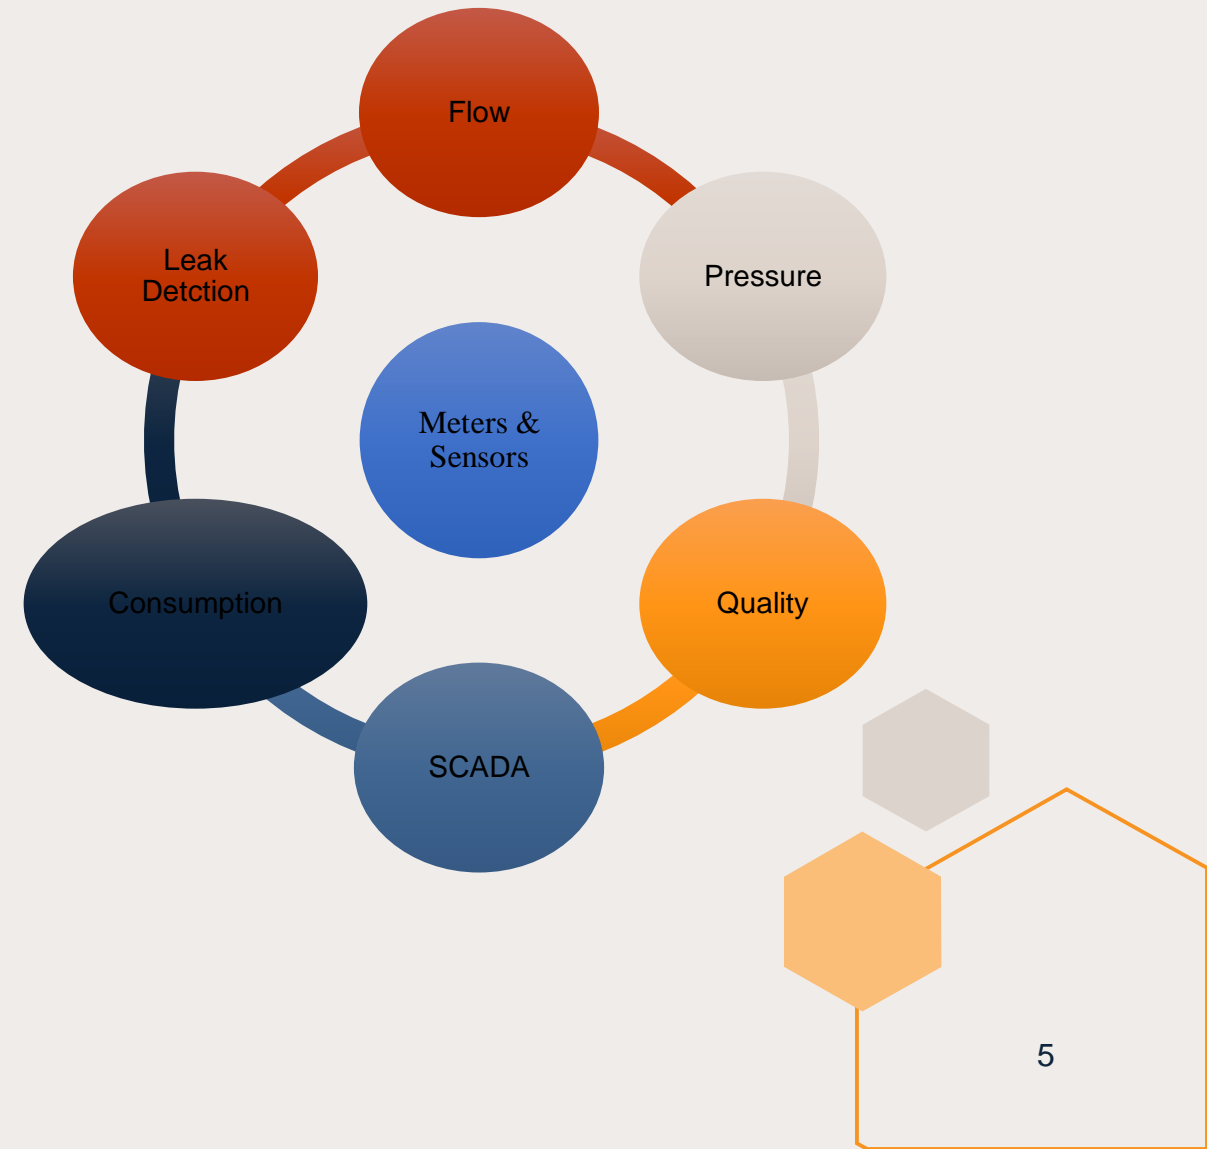 Flow
Pressure
Leak
Detction
Meters &
Sensors
Quality
Consumption
SCADA
5